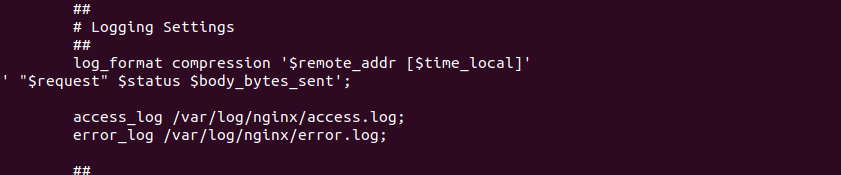 ##
# Logging Settings
##
log_format compression '$remote_addr [$time_local]'
' "$request" $status $body_bytes_sent';
access_log /var/log/nginx/access.log;
error_log /var/log/nginx/error.log;
##